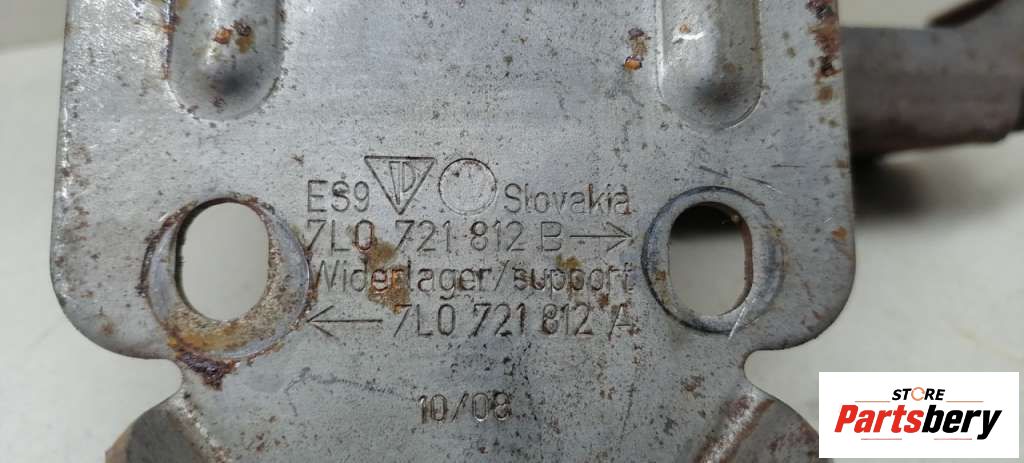 ES9 Slovakia
7L0 721 812 B→
Widerlager/support
←7L0 721 812 A
10/08
STORE
Partsbery